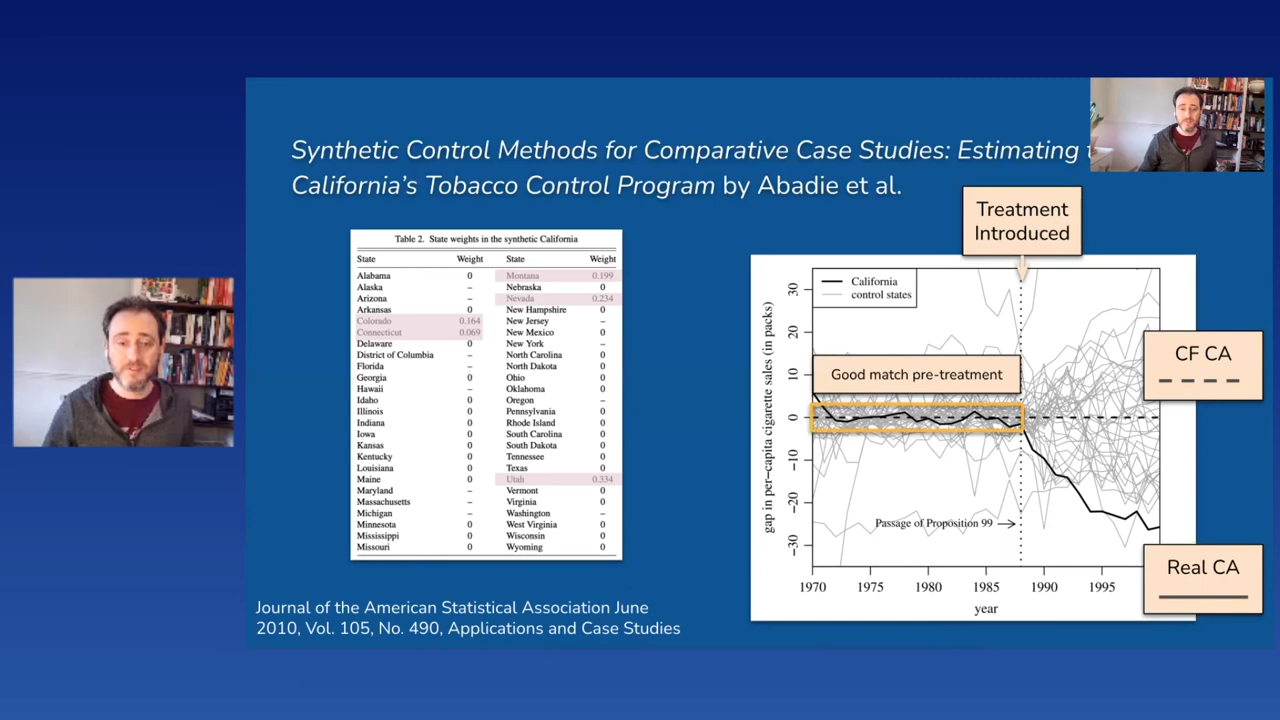 Synthetic Control Methods for Comparative Case Studies: Estimating
California's Tobacco Control Program by Abadie et al.
Table 2. State weights in the synthetic California
State Weight State Weight
Alabama 0 Montana 0.199
Alaska – Nebraska 0
Arizona – Nevada 0.234
Arkansas 0 New Hampshire 0
Colorado 0.164 New Jersey –
Connecticut 0.069 New Mexico 0
Delaware 0 New York –
District of Columbia – North Carolina 0
Florida – North Dakota 0
Georgia 0 Ohio 0
Hawaii – Oklahoma 0
Idaho 0 Oregon –
Illinois 0 Pennsylvania 0
Indiana 0 Rhode Island 0
Iowa 0 South Carolina 0
Kansas 0 South Dakota 0
Kentucky 0 Tennessee 0
Louisiana 0 Texas 0
Maine 0 Utah 0.334
Maryland – Vermont 0
Massachusetts – Virginia 0
Michigan – Washington –
Minnesota 0 West Virginia 0
Mississippi 0 Wisconsin 0
Missouri 0 Wyoming 0
Journal of the American Statistical Association June
2010, Vol. 105, No. 490, Applications and Case Studies
Treatment
Introduced
California
control states
Good match pre-treatment
Passage of Proposition 99
gap in per-capita cigarette sales (in packs)
30
20
10
0
−10
−20
−30
1970 1975 1980 1985 1990 1995
year
CF CA
Real CA